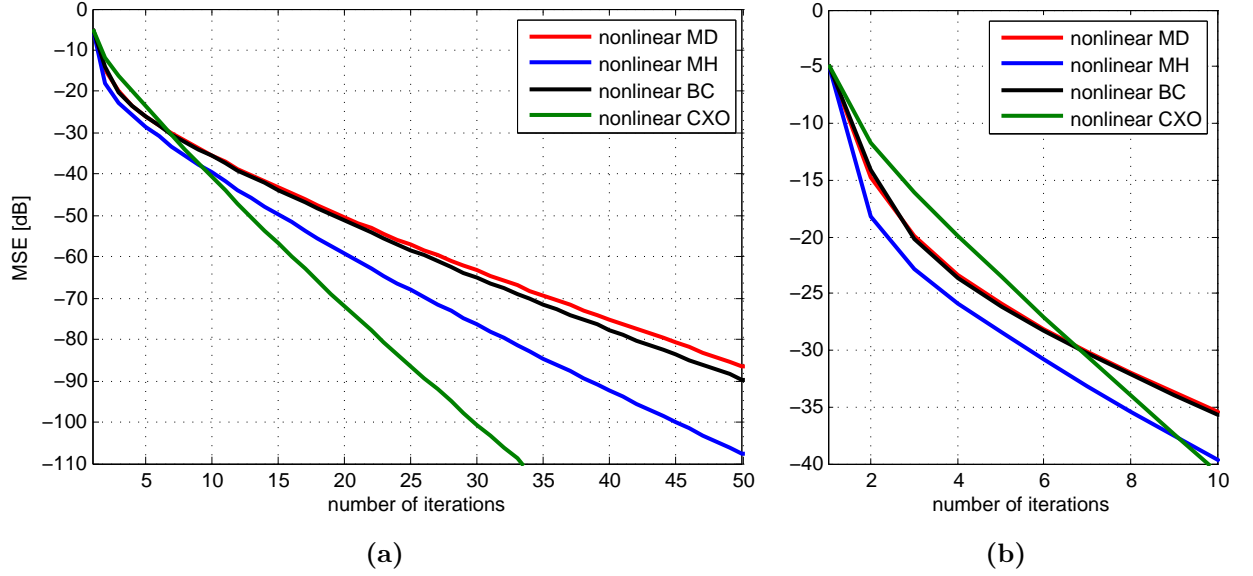 0
−10
−20
−30
−40
−50
−60
−70
−80
−90
−100
−110
MSE [dB]
5 10 15 20 25 30 35 40 45 50
number of iterations
nonlinear MD
nonlinear MH
nonlinear BC
nonlinear CXO
(a)
0
−5
−10
−15
−20
−25
−30
−35
−40
2 4 6 8 10
number of iterations
nonlinear MD
nonlinear MH
nonlinear BC
nonlinear CXO
(b)